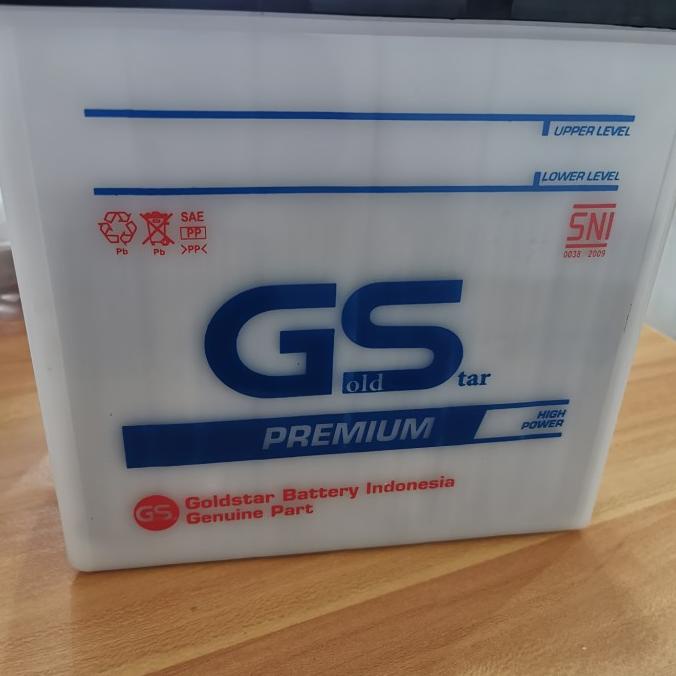 UPPER LEVEL
LOWER LEVEL
Pb
Pb
SAE
PP
>PP<
SNI
0038 2009
GS
old
tar
PREMIUM
HIGH
POWER
GS
Goldstar Battery Indonesia
Genuine Part